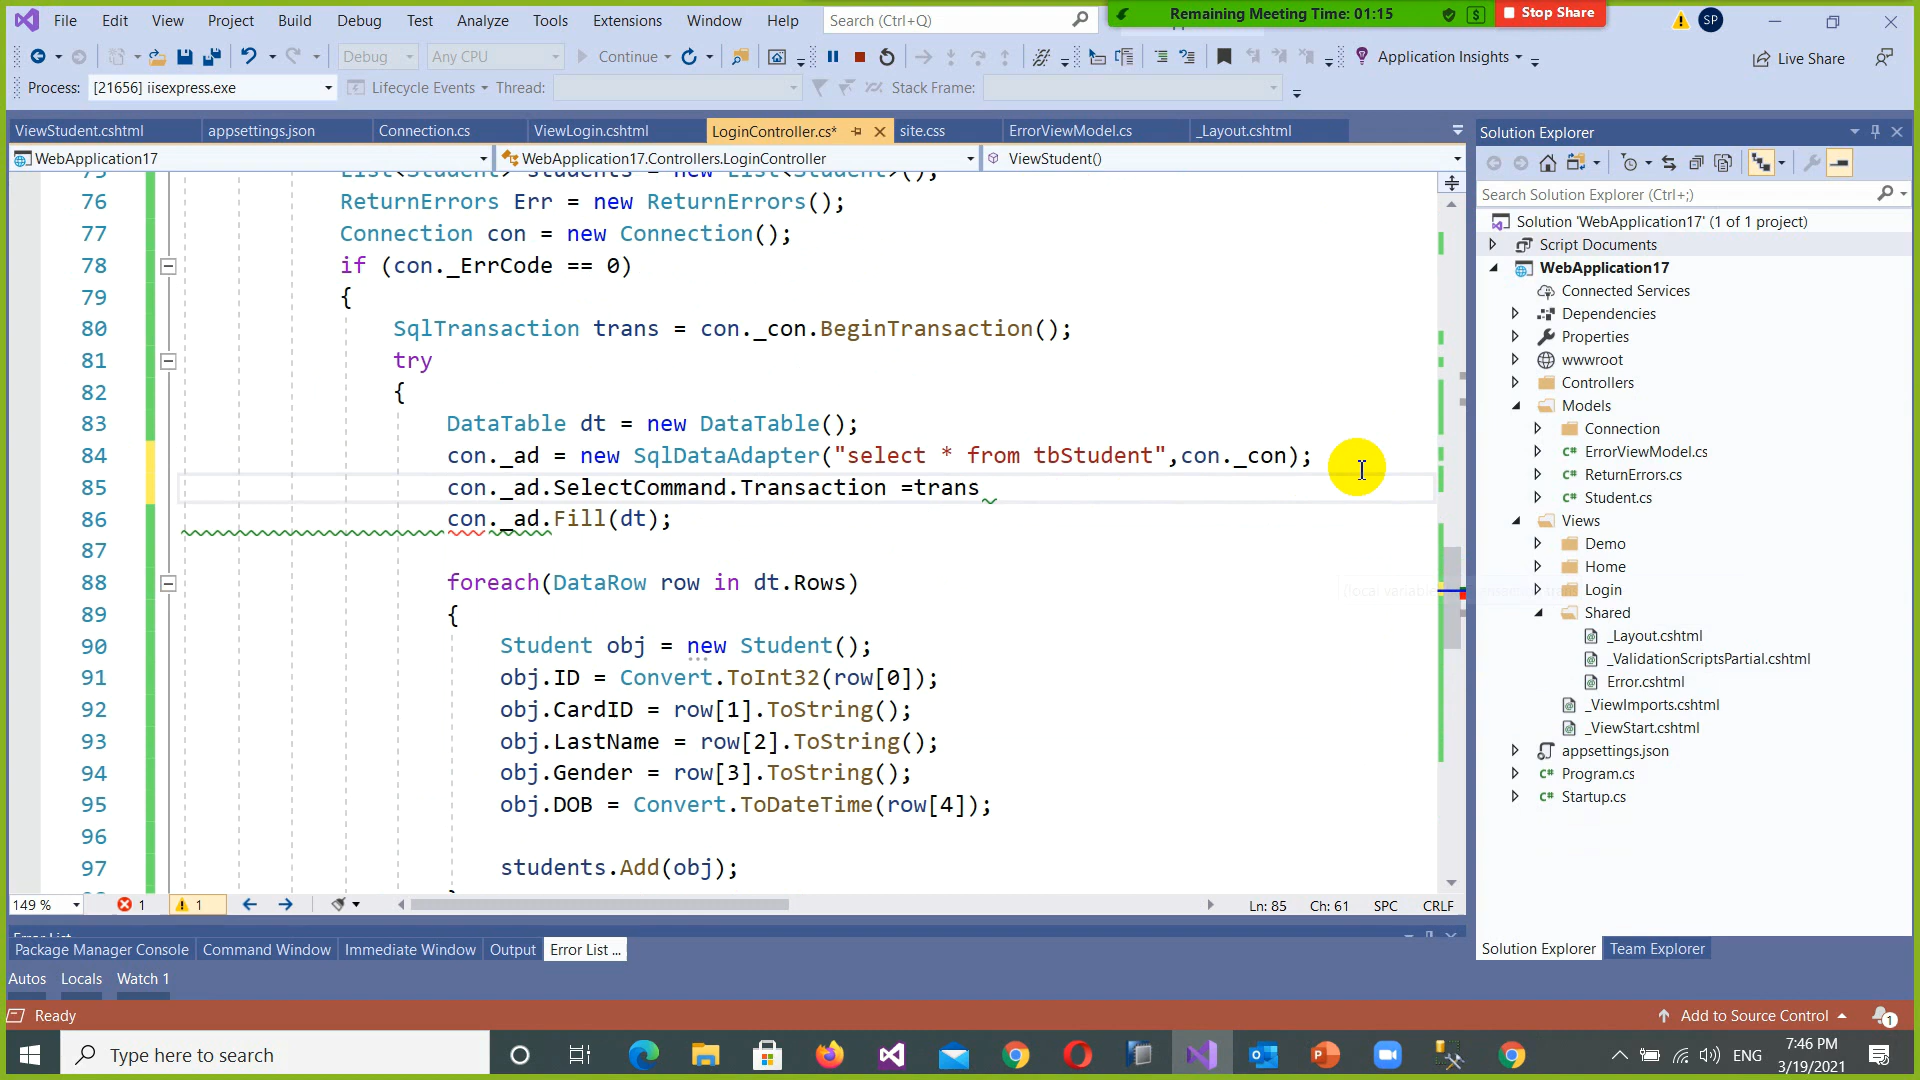 File Edit View Project Build Debug Test Analyze Tools Extensions Window Help Search (Ctrl+Q) Remaining Meeting Time: 01:15 Stop Share SP
Debug Any CPU Continue Application Insights Live Share
Process: [21656] iisexpress.exe Lifecycle Events Thread: Stack Frame:
ViewStudent.cshtml appsettings.json Connection.cs ViewLogin.cshtml LoginController.cs* site.css ErrorViewModel.cs _Layout.cshtml
WebApplication17 WebApplication17.Controllers.LoginController ViewStudent()
75 List<Student> students = new List<Student>();
76 ReturnErrors Err = new ReturnErrors();
77 Connection con = new Connection();
78 if (con._ErrCode == 0)
79 {
80 SqlTransaction trans = con._con.BeginTransaction();
81 try
82 {
83 DataTable dt = new DataTable();
84 con._ad = new SqlDataAdapter("select * from tbStudent",con._con);
85 con._ad.SelectCommand.Transaction =trans
86 con._ad.Fill(dt);
87
88 foreach(DataRow row in dt.Rows)
89 {
90 Student obj = new Student();
91 obj.ID = Convert.ToInt32(row[0]);
92 obj.CardID = row[1].ToString();
93 obj.LastName = row[2].ToString();
94 obj.Gender = row[3].ToString();
95 obj.DOB = Convert.ToDateTime(row[4]);
96
97 students.Add(obj);
149 % 1 1 Ln: 85 Ch: 61 SPC CRLF
Package Manager Console Command Window Immediate Window Output Error List ...
Autos Locals Watch 1
Solution Explorer
Search Solution Explorer (Ctrl+;)
Solution 'WebApplication17' (1 of 1 project)
Script Documents
WebApplication17
Connected Services
Dependencies
Properties
wwwroot
Controllers
Models
Connection
ErrorViewModel.cs
ReturnErrors.cs
Student.cs
Views
Demo
Home
Login
Shared
_Layout.cshtml
_ValidationScriptsPartial.cshtml
Error.cshtml
_ViewImports.cshtml
_ViewStart.cshtml
appsettings.json
Program.cs
Startup.cs
Solution Explorer Team Explorer
Ready Add to Source Control 1
Type here to search ENG 7:46 PM
3/19/2021